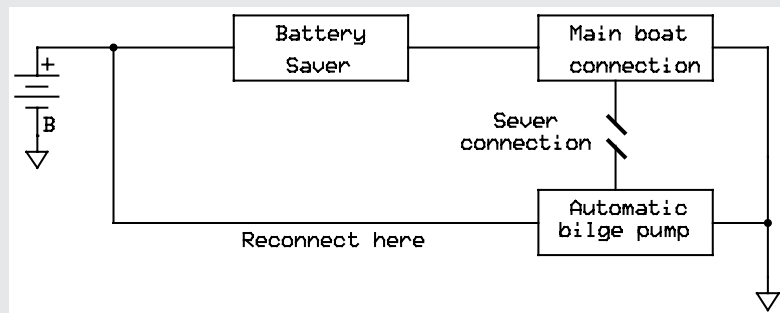 Battery
Saver
Main boat
connection
+
B
Sever
connection
Automatic
bilge pump
Reconnect here